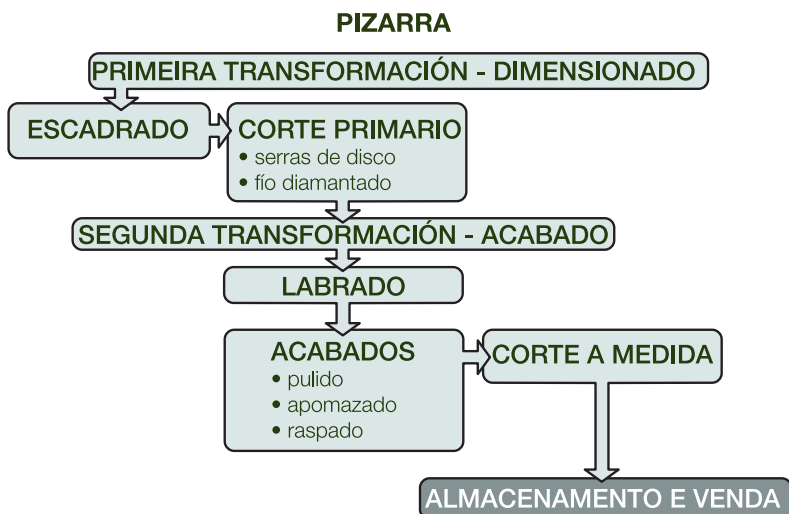 PIZARRA
PRIMEIRA TRANSFORMACIÓN - DIMENSIONADO
ESCADRADO
CORTE PRIMARIO
• serras de disco
• fío diamantado
SEGUNDA TRANSFORMACIÓN - ACABADO
LABRADO
ACABADOS
• pulido
• apomazado
• raspado
CORTE A MEDIDA
ALMACENAMENTO E VENDA